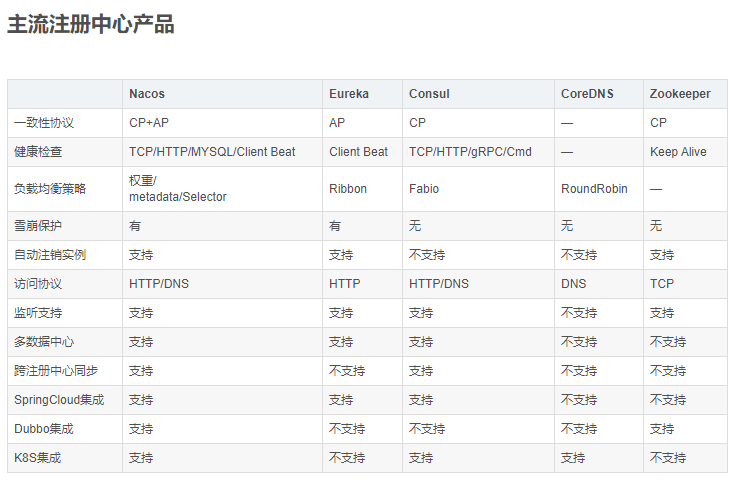 主流注册中心产品
Nacos Eureka Consul CoreDNS Zookeeper
一致性协议 CP+AP AP CP — CP
健康检查 TCP/HTTP/MYSQL/Client Beat Client Beat TCP/HTTP/gRPC/Cmd — Keep Alive
负载均衡策略 权重/
metadata/Selector Ribbon Fabio RoundRobin —
雪崩保护 有 有 无 无 无
自动注销实例 支持 支持 不支持 不支持 支持
访问协议 HTTP/DNS HTTP HTTP/DNS DNS TCP
监听支持 支持 支持 支持 不支持 支持
多数据中心 支持 支持 支持 不支持 不支持
跨注册中心同步 支持 不支持 支持 不支持 不支持
SpringCloud集成 支持 支持 支持 不支持 不支持
Dubbo集成 支持 不支持 不支持 不支持 支持
K8S集成 支持 不支持 支持 支持 不支持